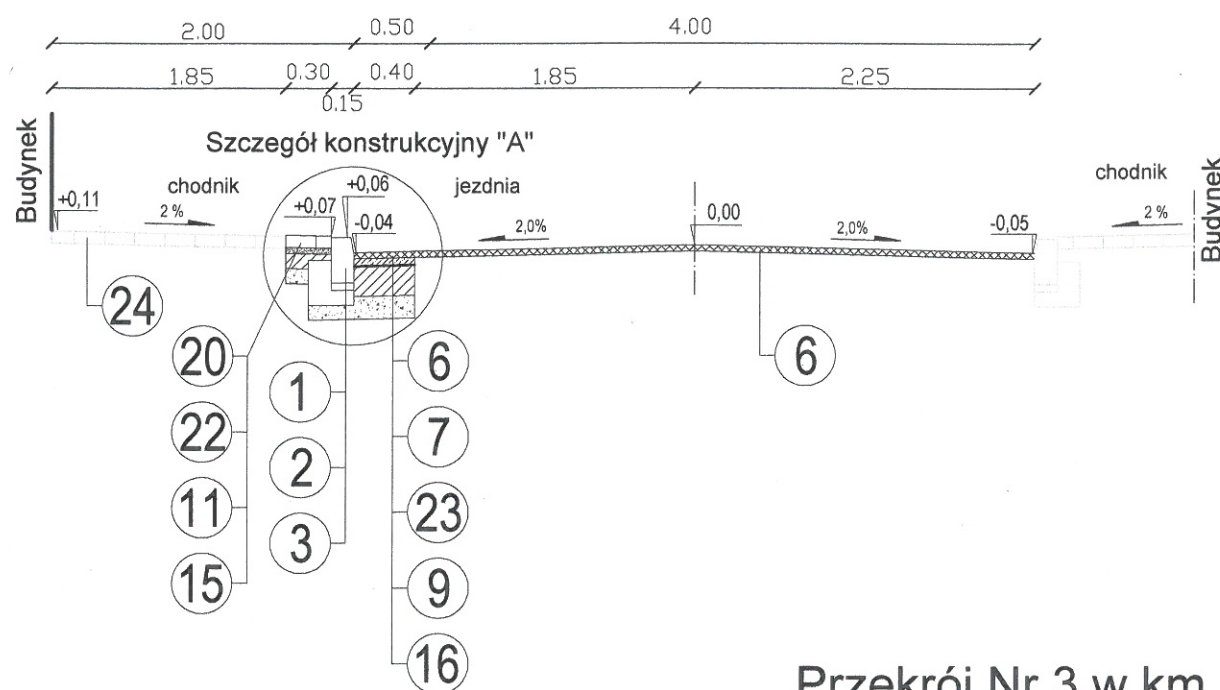 2.00 0.50 4.00
1.85 0.30 0.40 1.85 2.25
0.15
Szczegół konstrukcyjny "A"
Budynek
chodnik
+0,06
jezdnia
chodnik
Budynek
+0,11
2 %
+0,07
-0,04
2,0%
0,00
2,0%
-0,05
2 %
24
20
1
6
6
22
2
7
11
3
23
15
9
16
Przekrój Nr 3 w km